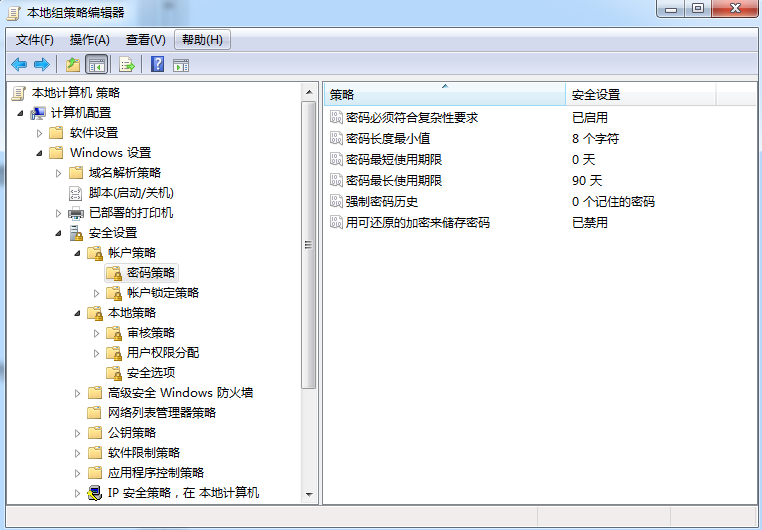 本地组策略编辑器
文件(F) 操作(A) 查看(V) 帮助(H)
本地计算机 策略
计算机配置
软件设置
Windows 设置
域名解析策略
脚本(启动/关机)
已部署的打印机
安全设置
帐户策略
密码策略
帐户锁定策略
本地策略
审核策略
用户权限分配
安全选项
高级安全 Windows 防火墙
网络列表管理器策略
公钥策略
软件限制策略
应用程序控制策略
IP 安全策略，在 本地计算机
策略 安全设置
密码必须符合复杂性要求 已启用
密码长度最小值 8 个字符
密码最短使用期限 0 天
密码最长使用期限 90 天
强制密码历史 0 个记住的密码
用可还原的加密来储存密码 已禁用